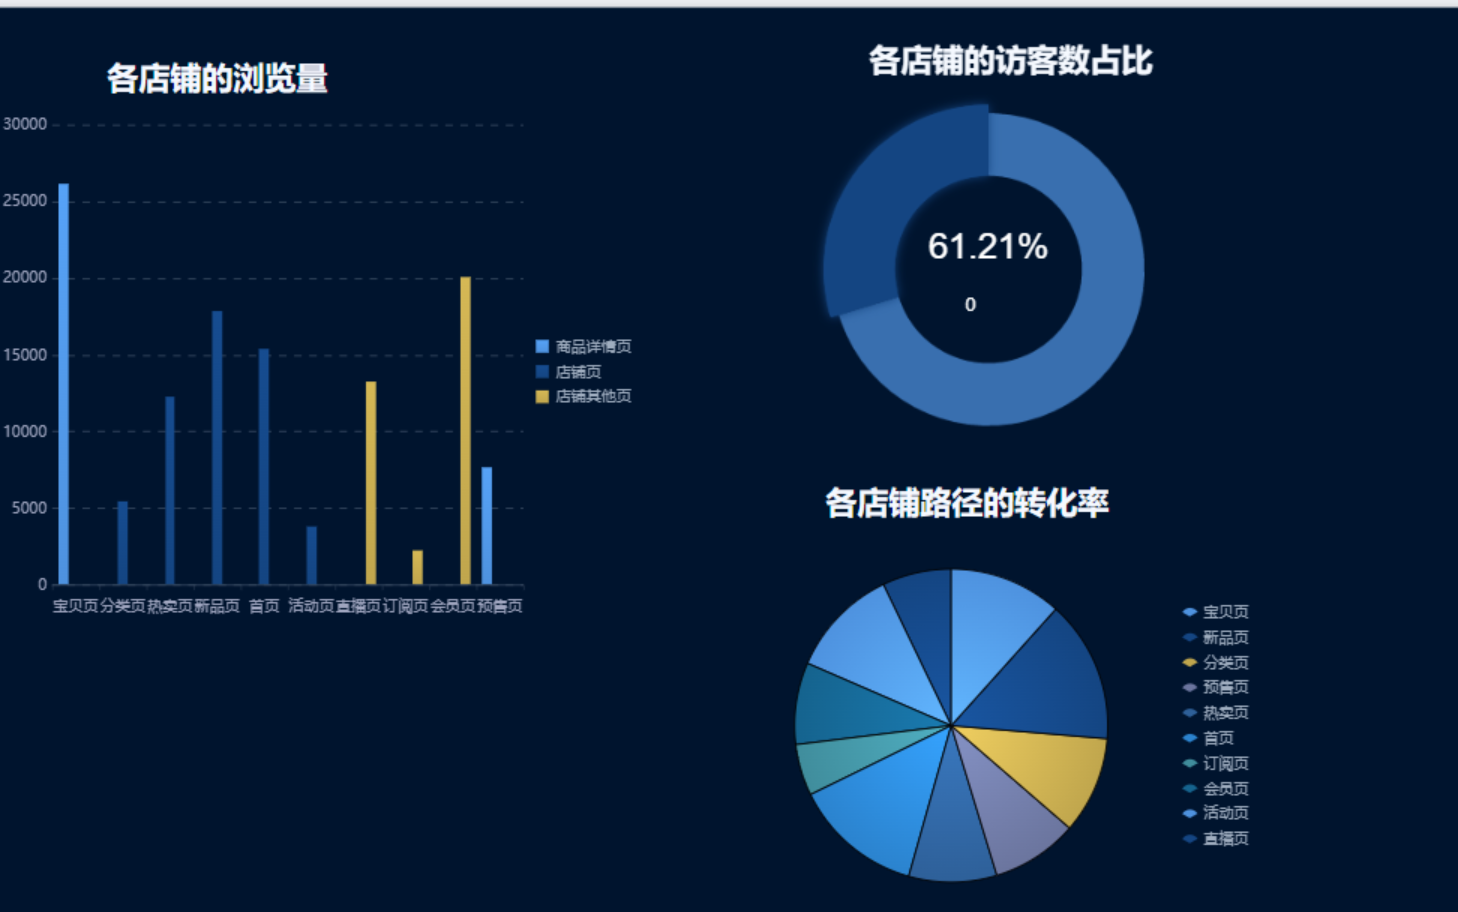 各店铺的浏览量
30000
25000
20000
15000
10000
5000
0
宝贝页 分类页 热卖页 新品页 首页 活动页 直播页 订阅页 会员页 预售页
商品详情页
店铺页
店铺其他页
各店铺的访客数占比
61.21%
0
各店铺路径的转化率
宝贝页
新品页
分类页
预售页
热卖页
首页
订阅页
会员页
活动页
直播页